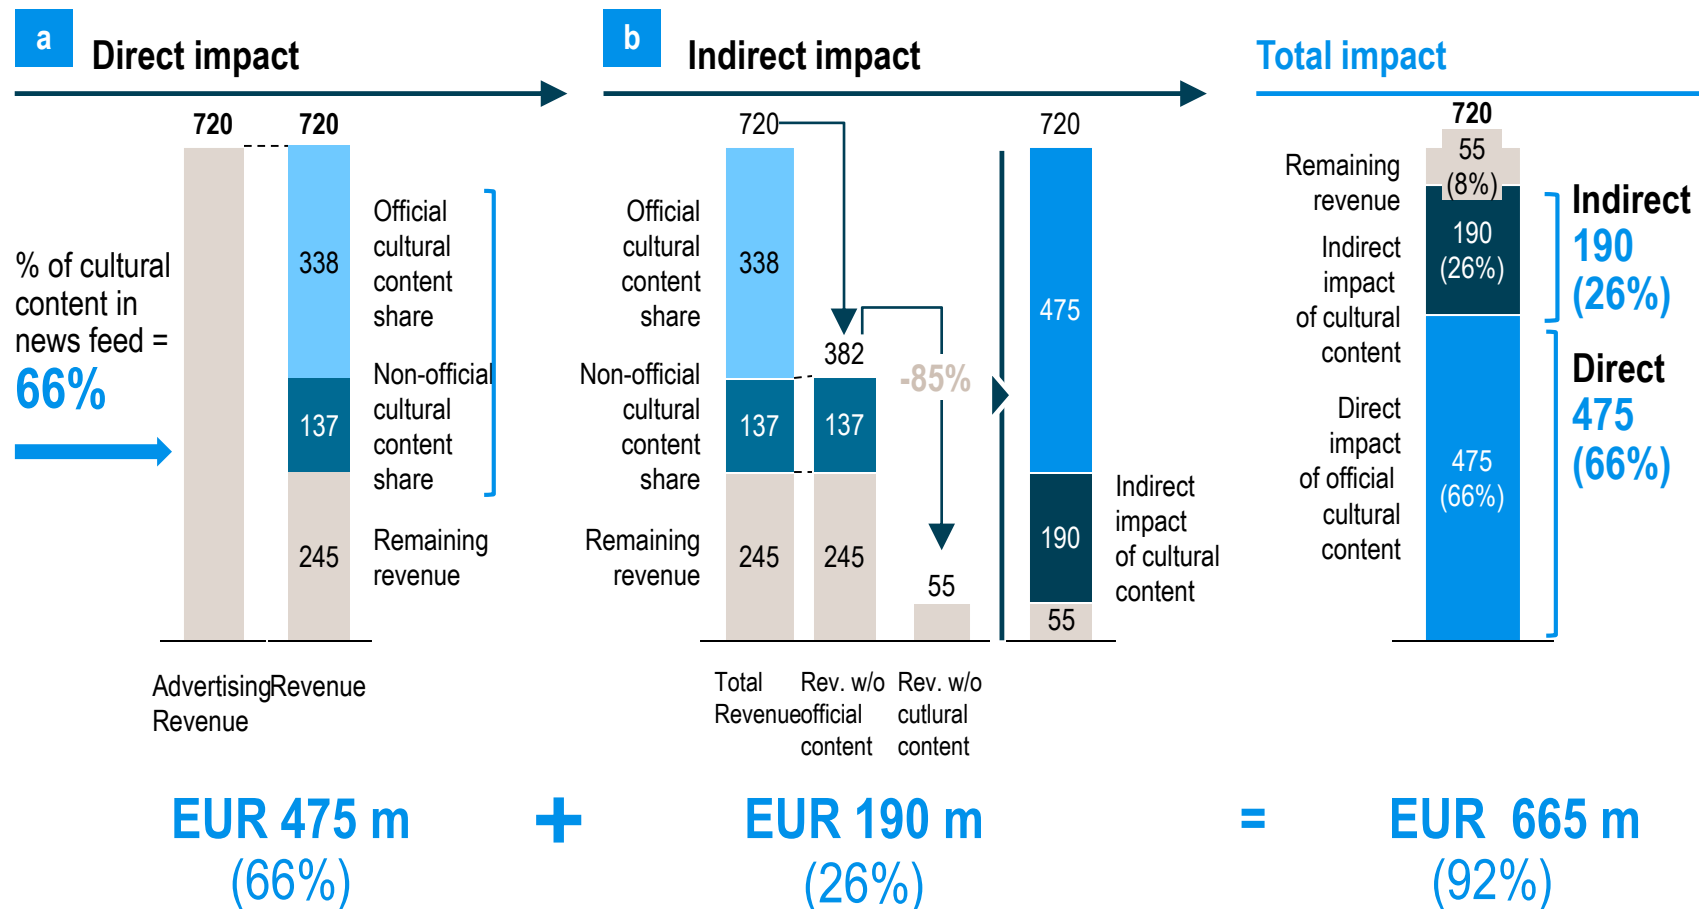 a
Direct impact
b
Indirect impact
Total impact
720
720
% of cultural
content in
news feed =
66%
338
137
245
Official
cultural
content
share
Non-official
cultural
content
share
Remaining
revenue
Advertising
Revenue
Revenue
720
Official
cultural
content
share
Non-official
cultural
content
share
Remaining
revenue
338
137
245
382
137
245
-85%
55
720
475
190
55
Indirect
impact
of cultural
content
Total
Revenue
Rev. w/o
official
content
Rev. w/o
cutlural
content
720
Remaining
revenue
Indirect
impact
of cultural
content
Direct
impact
of official
cultural
content
55
(8%)
190
(26%)
475
(66%)
Indirect
190
(26%)
Direct
475
(66%)
EUR 475 m
(66%)
+
EUR 190 m
(26%)
=
EUR 665 m
(92%)